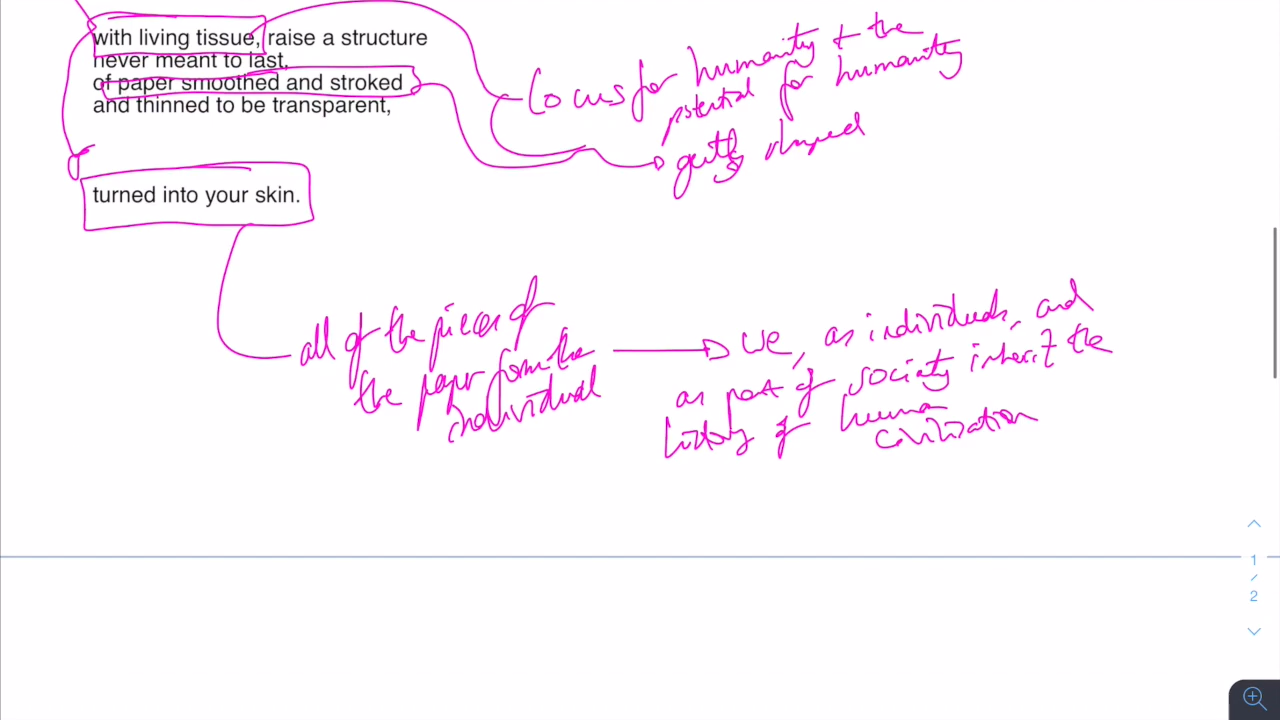 with living tissue, raise a structure
never meant to last,
of paper smoothed and stroked
and thinned to be transparent,
turned into your skin.
Locus for humanity + the
potential for humanity
gently shaped
all of the pieces of
the paper form the
individual
we, as individuals, and
as part of society inherit the
history of human
civilisation
1
/
2